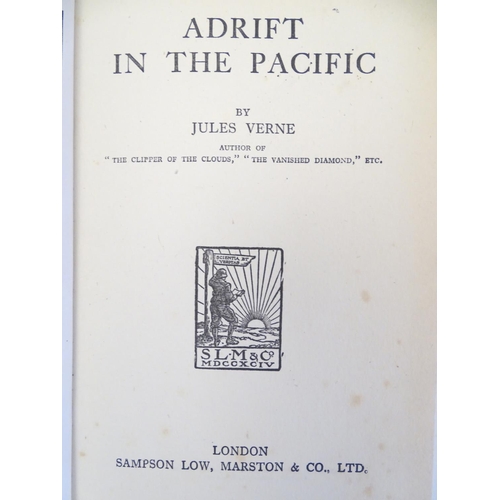 ADRIFT
IN THE PACIFIC
BY
JULES VERNE
AUTHOR OF
"THE CLIPPER OF THE CLOUDS," "THE VANISHED DIAMOND," ETC.
SCIENTIA ET
VERITAS
S·L·M & Co
MDCCXCIV
LONDON
SAMPSON LOW, MARSTON & CO., LTD.